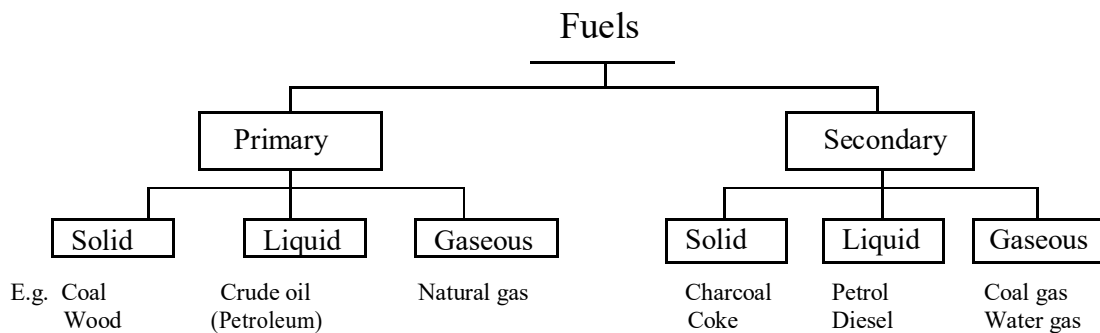 Fuels
Primary
Secondary
Solid
Liquid
Gaseous
Solid
Liquid
Gaseous
E.g. Coal
Wood
Crude oil
(Petroleum)
Natural gas
Charcoal
Coke
Petrol
Diesel
Coal gas
Water gas